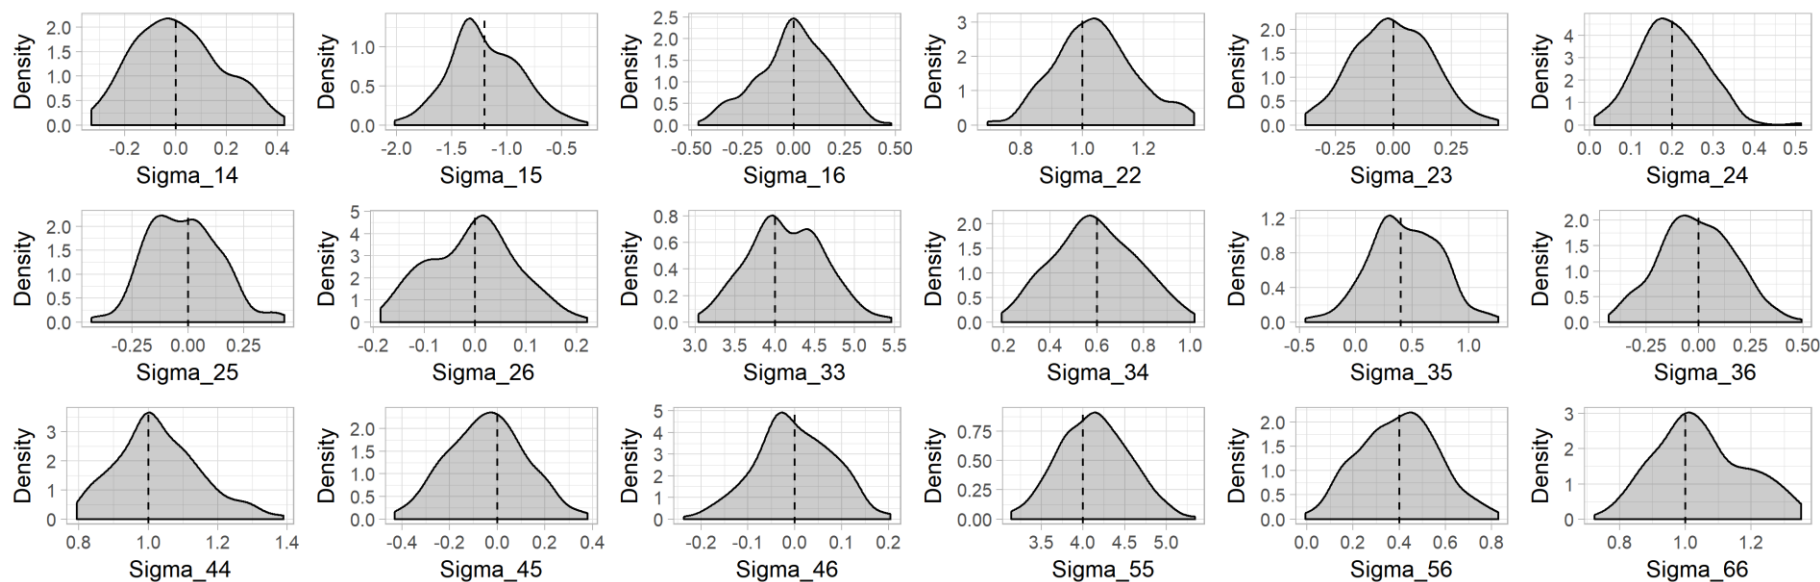 Density 0.0 0.5 1.0 1.5 2.0 -0.2 0.0 0.2 0.4 Sigma_14
Density 0.0 0.5 1.0 -2.0 -1.5 -1.0 -0.5 Sigma_15
Density 0.0 0.5 1.0 1.5 2.0 2.5 -0.50 -0.25 0.00 0.25 0.50 Sigma_16
Density 0 1 2 3 0.8 1.0 1.2 Sigma_22
Density 0.0 0.5 1.0 1.5 2.0 -0.25 0.00 0.25 Sigma_23
Density 0 1 2 3 4 0.0 0.1 0.2 0.3 0.4 0.5 Sigma_24
Density 0.0 0.5 1.0 1.5 2.0 -0.25 0.00 0.25 Sigma_25
Density 0 1 2 3 4 5 -0.2 -0.1 0.0 0.1 0.2 Sigma_26
Density 0.0 0.2 0.4 0.6 0.8 3.0 3.5 4.0 4.5 5.0 5.5 Sigma_33
Density 0.0 0.5 1.0 1.5 2.0 0.2 0.4 0.6 0.8 1.0 Sigma_34
Density 0.0 0.4 0.8 1.2 -0.5 0.0 0.5 1.0 Sigma_35
Density 0.0 0.5 1.0 1.5 2.0 -0.25 0.00 0.25 0.50 Sigma_36
Density 0 1 2 3 0.8 1.0 1.2 1.4 Sigma_44
Density 0.0 0.5 1.0 1.5 2.0 -0.4 -0.2 0.0 0.2 0.4 Sigma_45
Density 0 1 2 3 4 5 -0.2 -0.1 0.0 0.1 0.2 Sigma_46
Density 0.00 0.25 0.50 0.75 3.5 4.0 4.5 5.0 Sigma_55
Density 0.0 0.5 1.0 1.5 2.0 0.0 0.2 0.4 0.6 0.8 Sigma_56
Density 0 1 2 3 0.8 1.0 1.2 Sigma_66